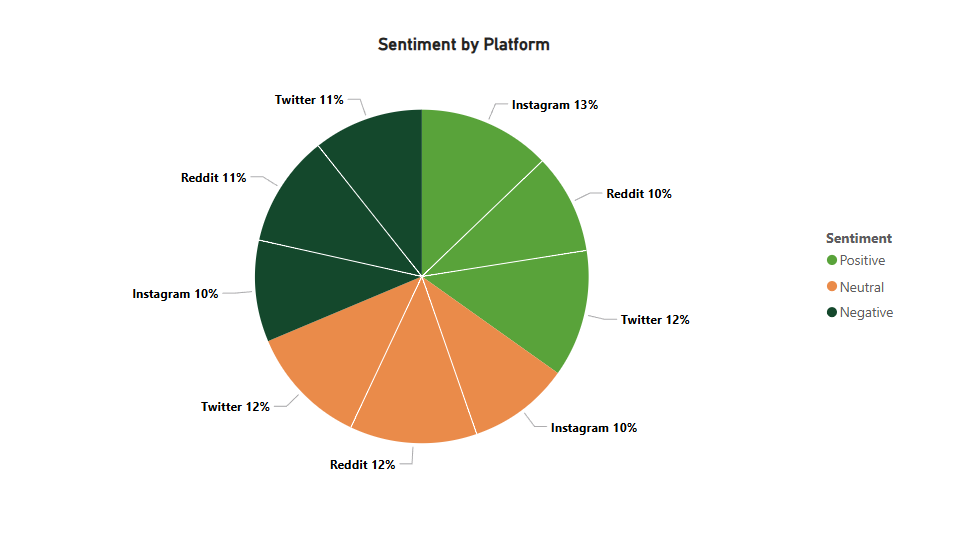 Sentiment by Platform
Twitter 11%
Instagram 13%
Reddit 11%
Reddit 10%
Instagram 10%
Twitter 12%
Twitter 12%
Instagram 10%
Reddit 12%
Sentiment
Positive
Neutral
Negative